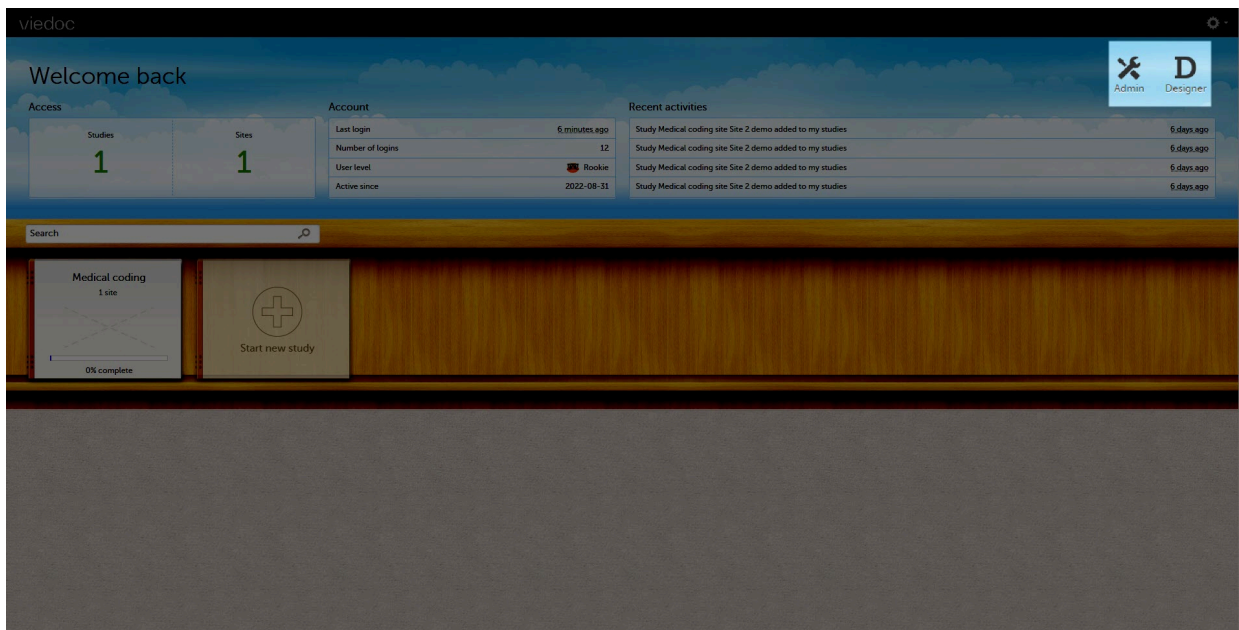 viedoc
Welcome back
Admin
Designer
Access
Account
Recent activities
Studies
Sites
1
1
Last login
6 minutes ago
Number of logins
12
User level
Rookie
Active since
2022-08-31
Study Medical coding site Site 2 demo added to my studies
6 days ago
Study Medical coding site Site 2 demo added to my studies
6 days ago
Study Medical coding site Site 2 demo added to my studies
6 days ago
Study Medical coding site Site 2 demo added to my studies
6 days ago
Search
Medical coding
1 site
0% complete
Start new study